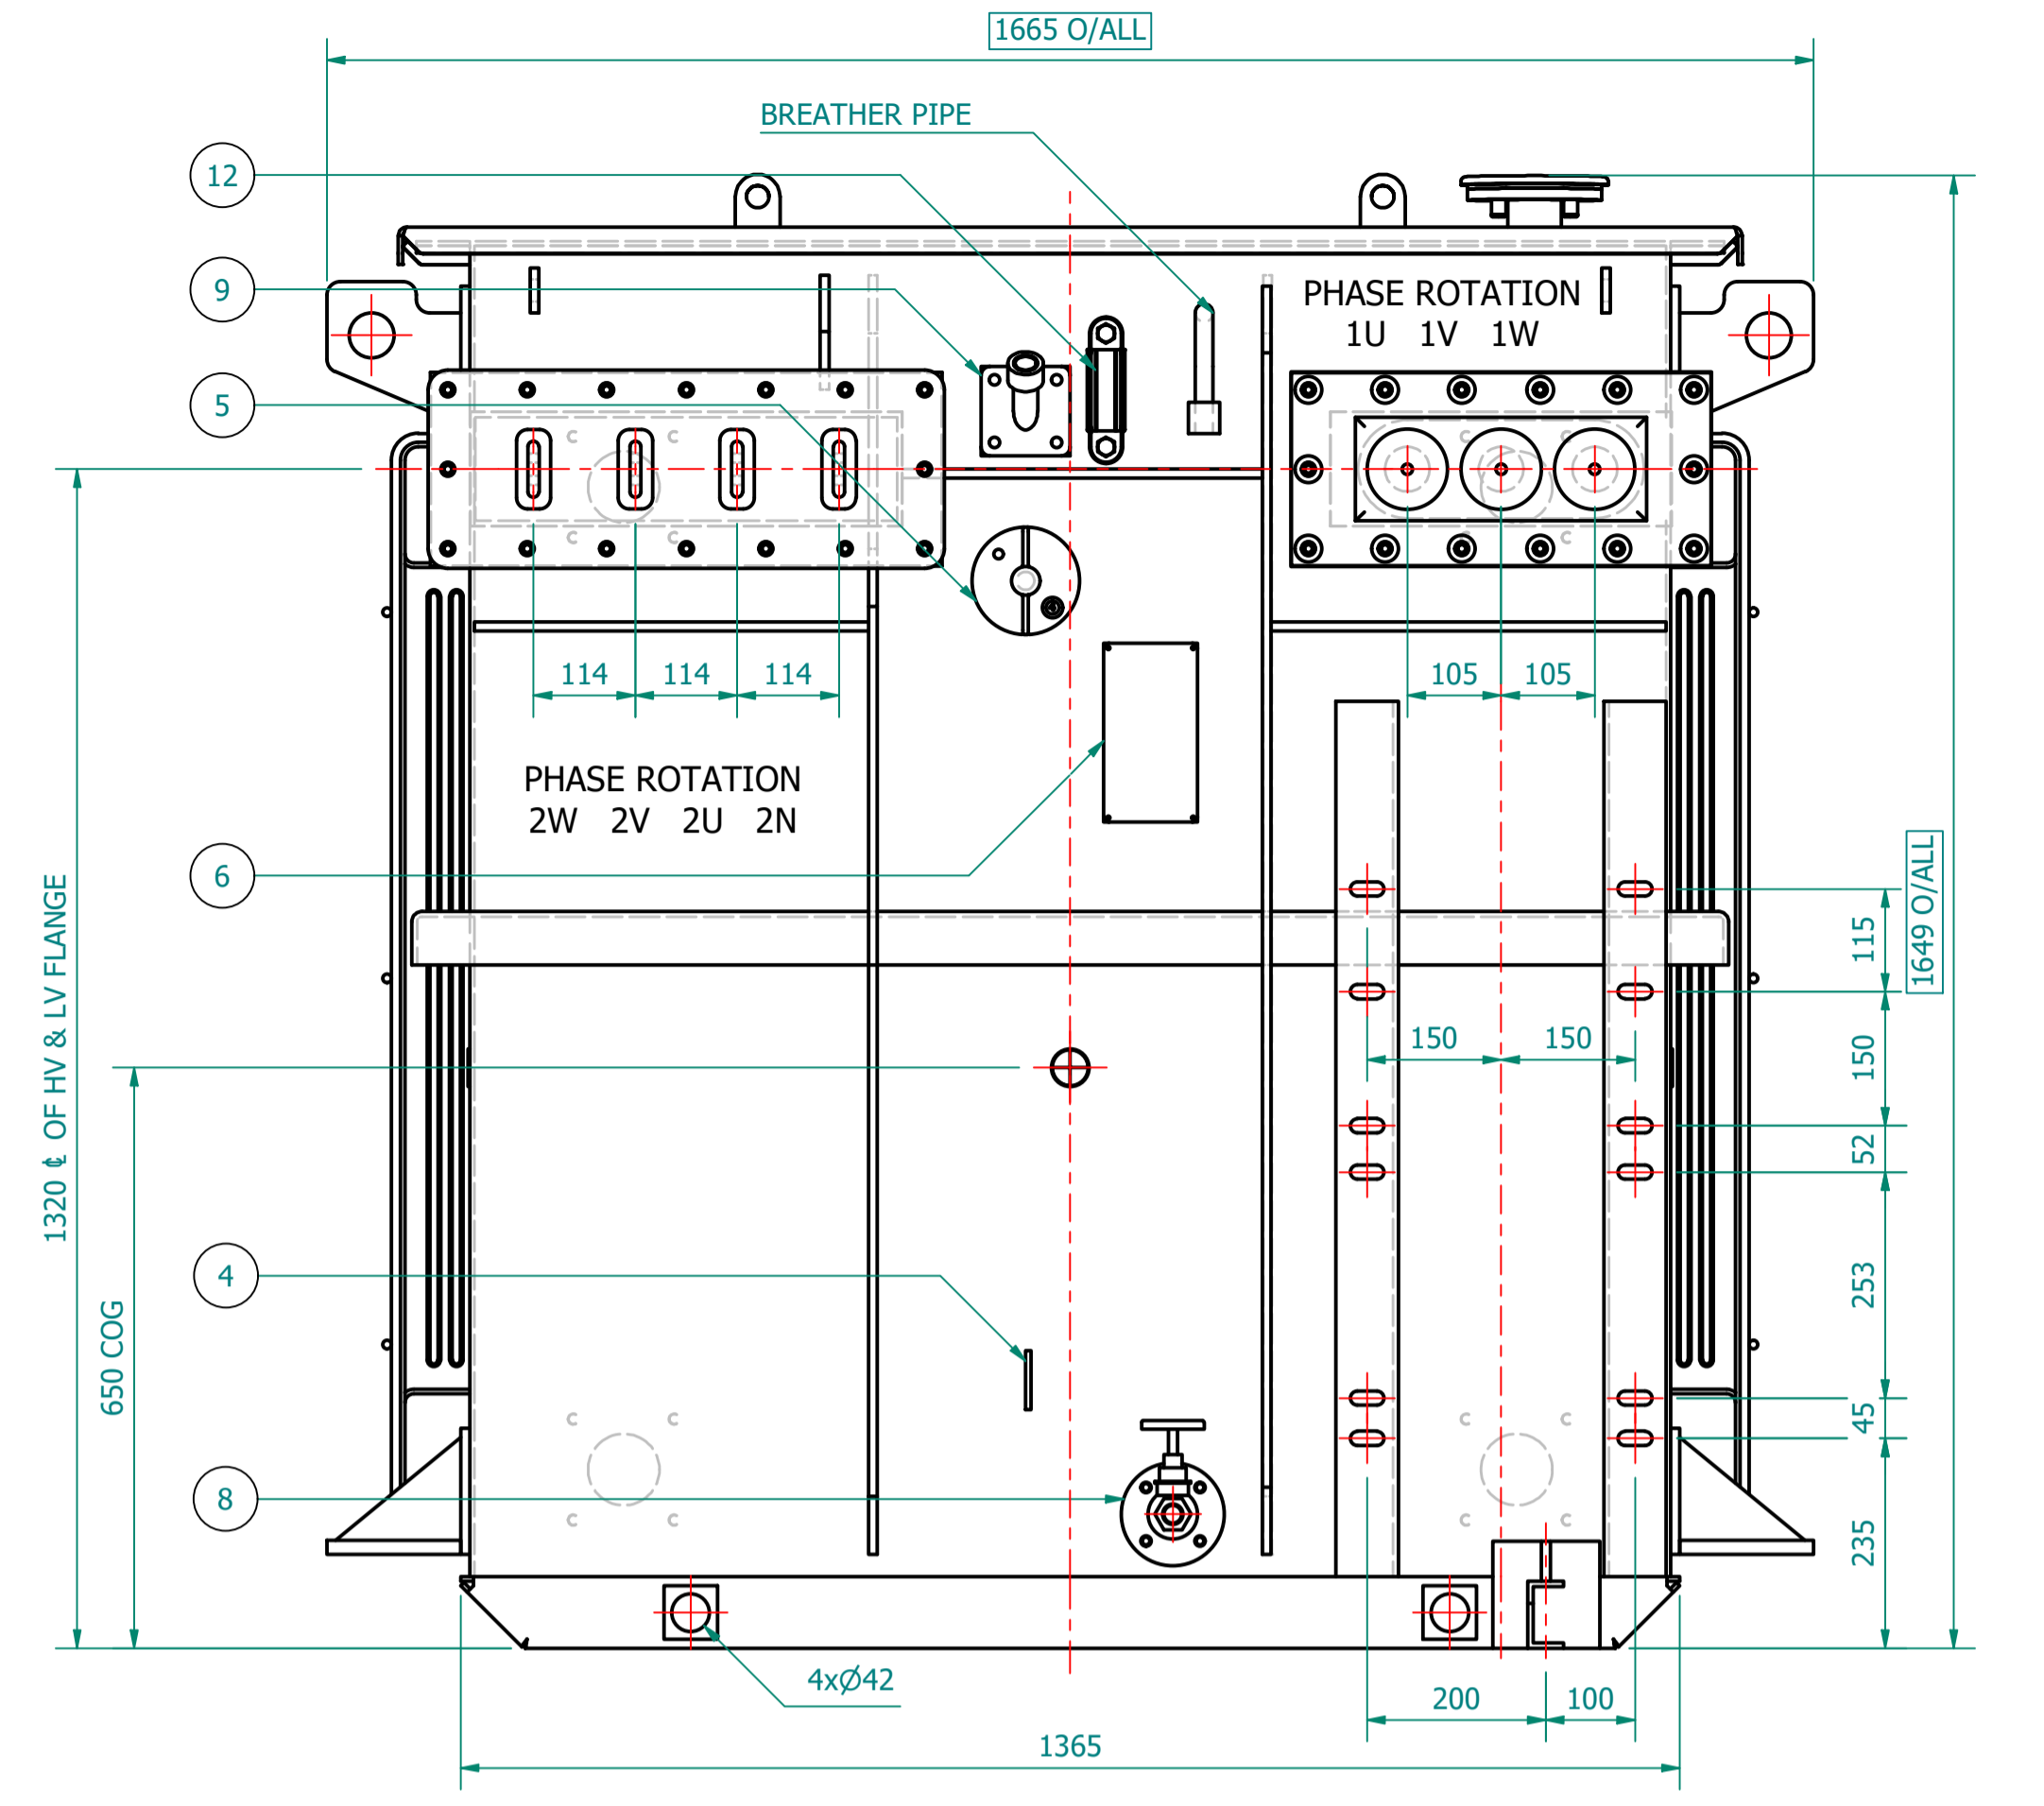 1665 O/ALL
BREATHER PIPE
12
9
PHASE ROTATION
1U 1V 1W
5
114 114 114
105 105
PHASE ROTATION
2W 2V 2U 2N
6
1320 ℄ OF HV & LV FLANGE
1649 O/ALL
115
150 150
150
52
4
253
650 COG
45
8
235
4xØ42
200 100
1365